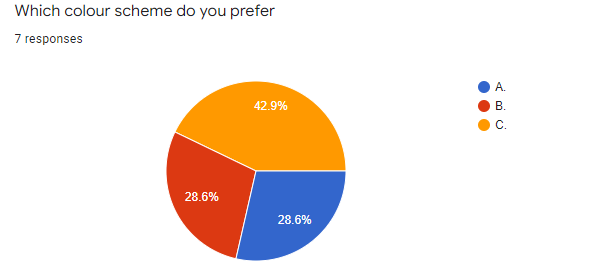 Which colour scheme do you prefer
7 responses
42.9%
28.6%
28.6%
A.
B.
C.